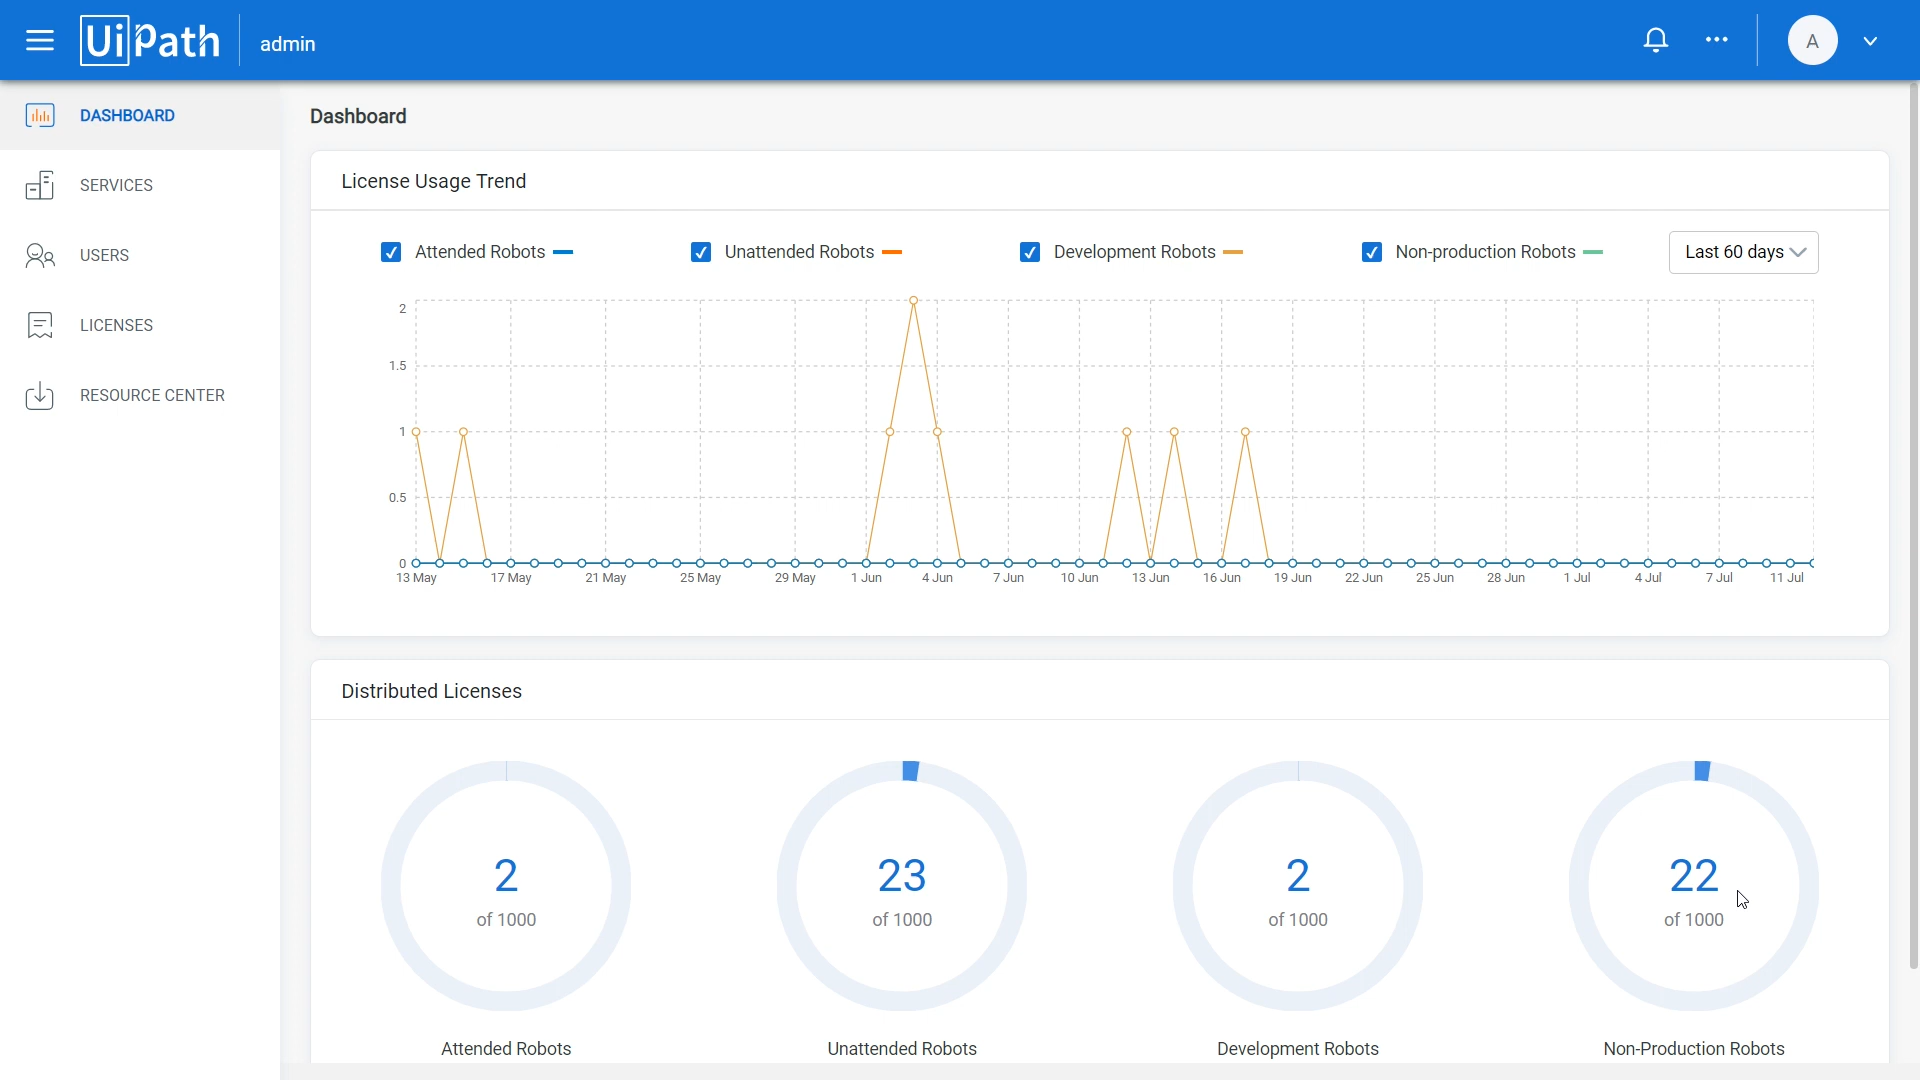 UiPath
admin
A
DASHBOARD
SERVICES
USERS
LICENSES
RESOURCE CENTER
Dashboard
License Usage Trend
Attended Robots Unattended Robots Development Robots Non-production Robots Last 60 days
2
1.5
1
0.5
0
13 May 17 May 21 May 25 May 29 May 1 Jun 4 Jun 7 Jun 10 Jun 13 Jun 16 Jun 19 Jun 22 Jun 25 Jun 28 Jun 1 Jul 4 Jul 7 Jul 11 Jul
Distributed Licenses
2 23 2 22
of 1000 of 1000 of 1000 of 1000
Attended Robots Unattended Robots Development Robots Non-Production Robots